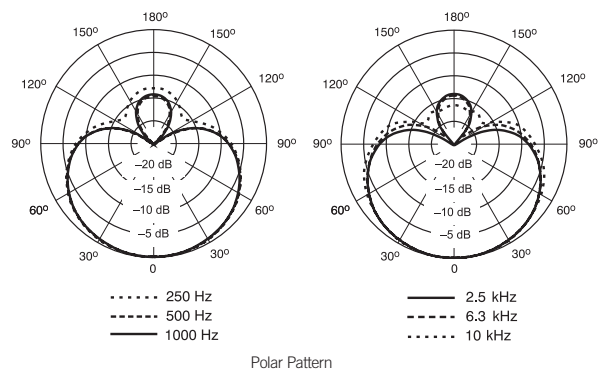 180º
180º
150º
150º
150º
150º
120º
120º
120º
120º
90º
90º
90º
90º
–20 dB
–20 dB
–15 dB
–15 dB
60º
60º
60º
60º
–10 dB
–10 dB
–5 dB
–5 dB
30º
30º
30º
30º
0
0
250 Hz
500 Hz
1000 Hz
2.5 kHz
6.3 kHz
10 kHz
Polar Pattern